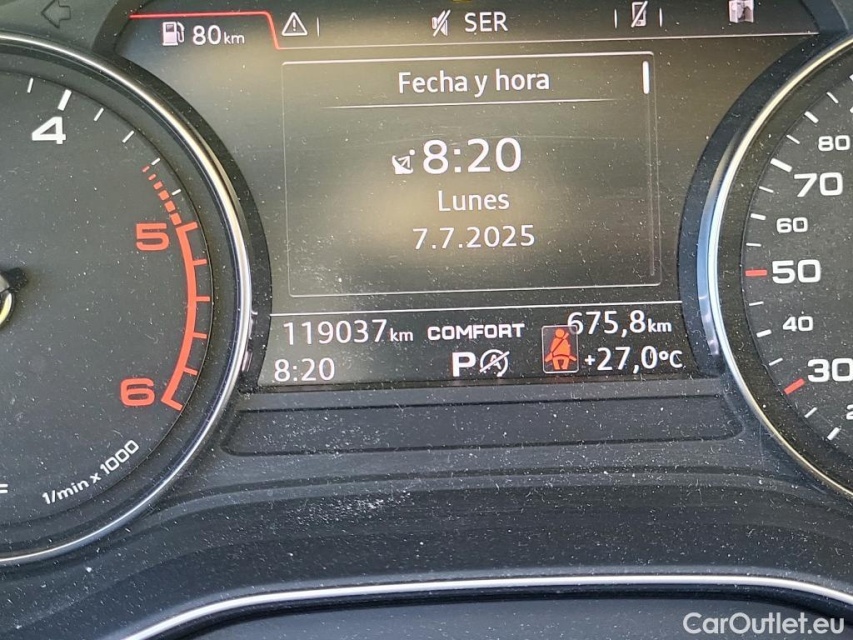 80km
SER
Fecha y hora
8:20
Lunes
7.7.2025
119037km COMFORT 675,8km
8:20 P +27,0°C
4
5
6
1/min x 1000
80
70
60
50
40
30
CarOutlet.eu